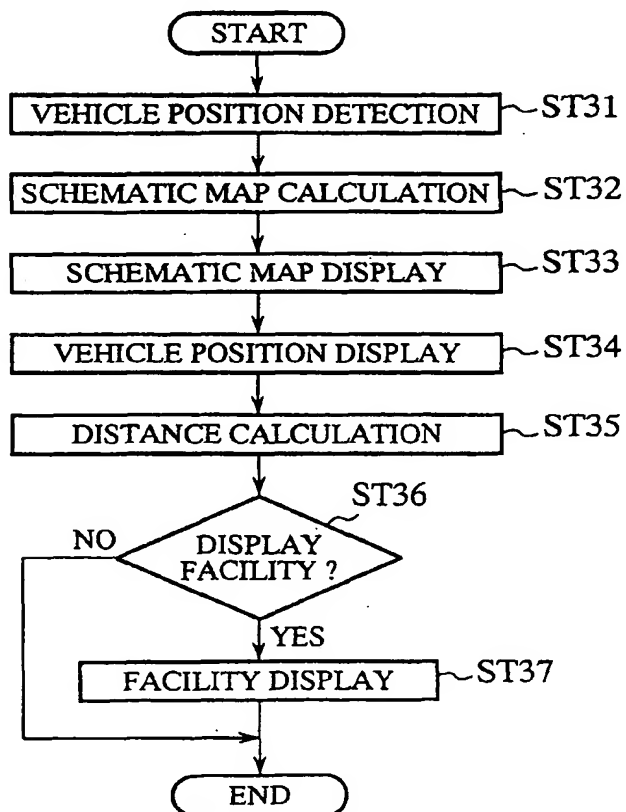 START
VEHICLE POSITION DETECTION
ST31
SCHEMATIC MAP CALCULATION
ST32
SCHEMATIC MAP DISPLAY
ST33
VEHICLE POSITION DISPLAY
ST34
DISTANCE CALCULATION
ST35
ST36
NO
DISPLAY
FACILITY ?
YES
FACILITY DISPLAY
ST37
END